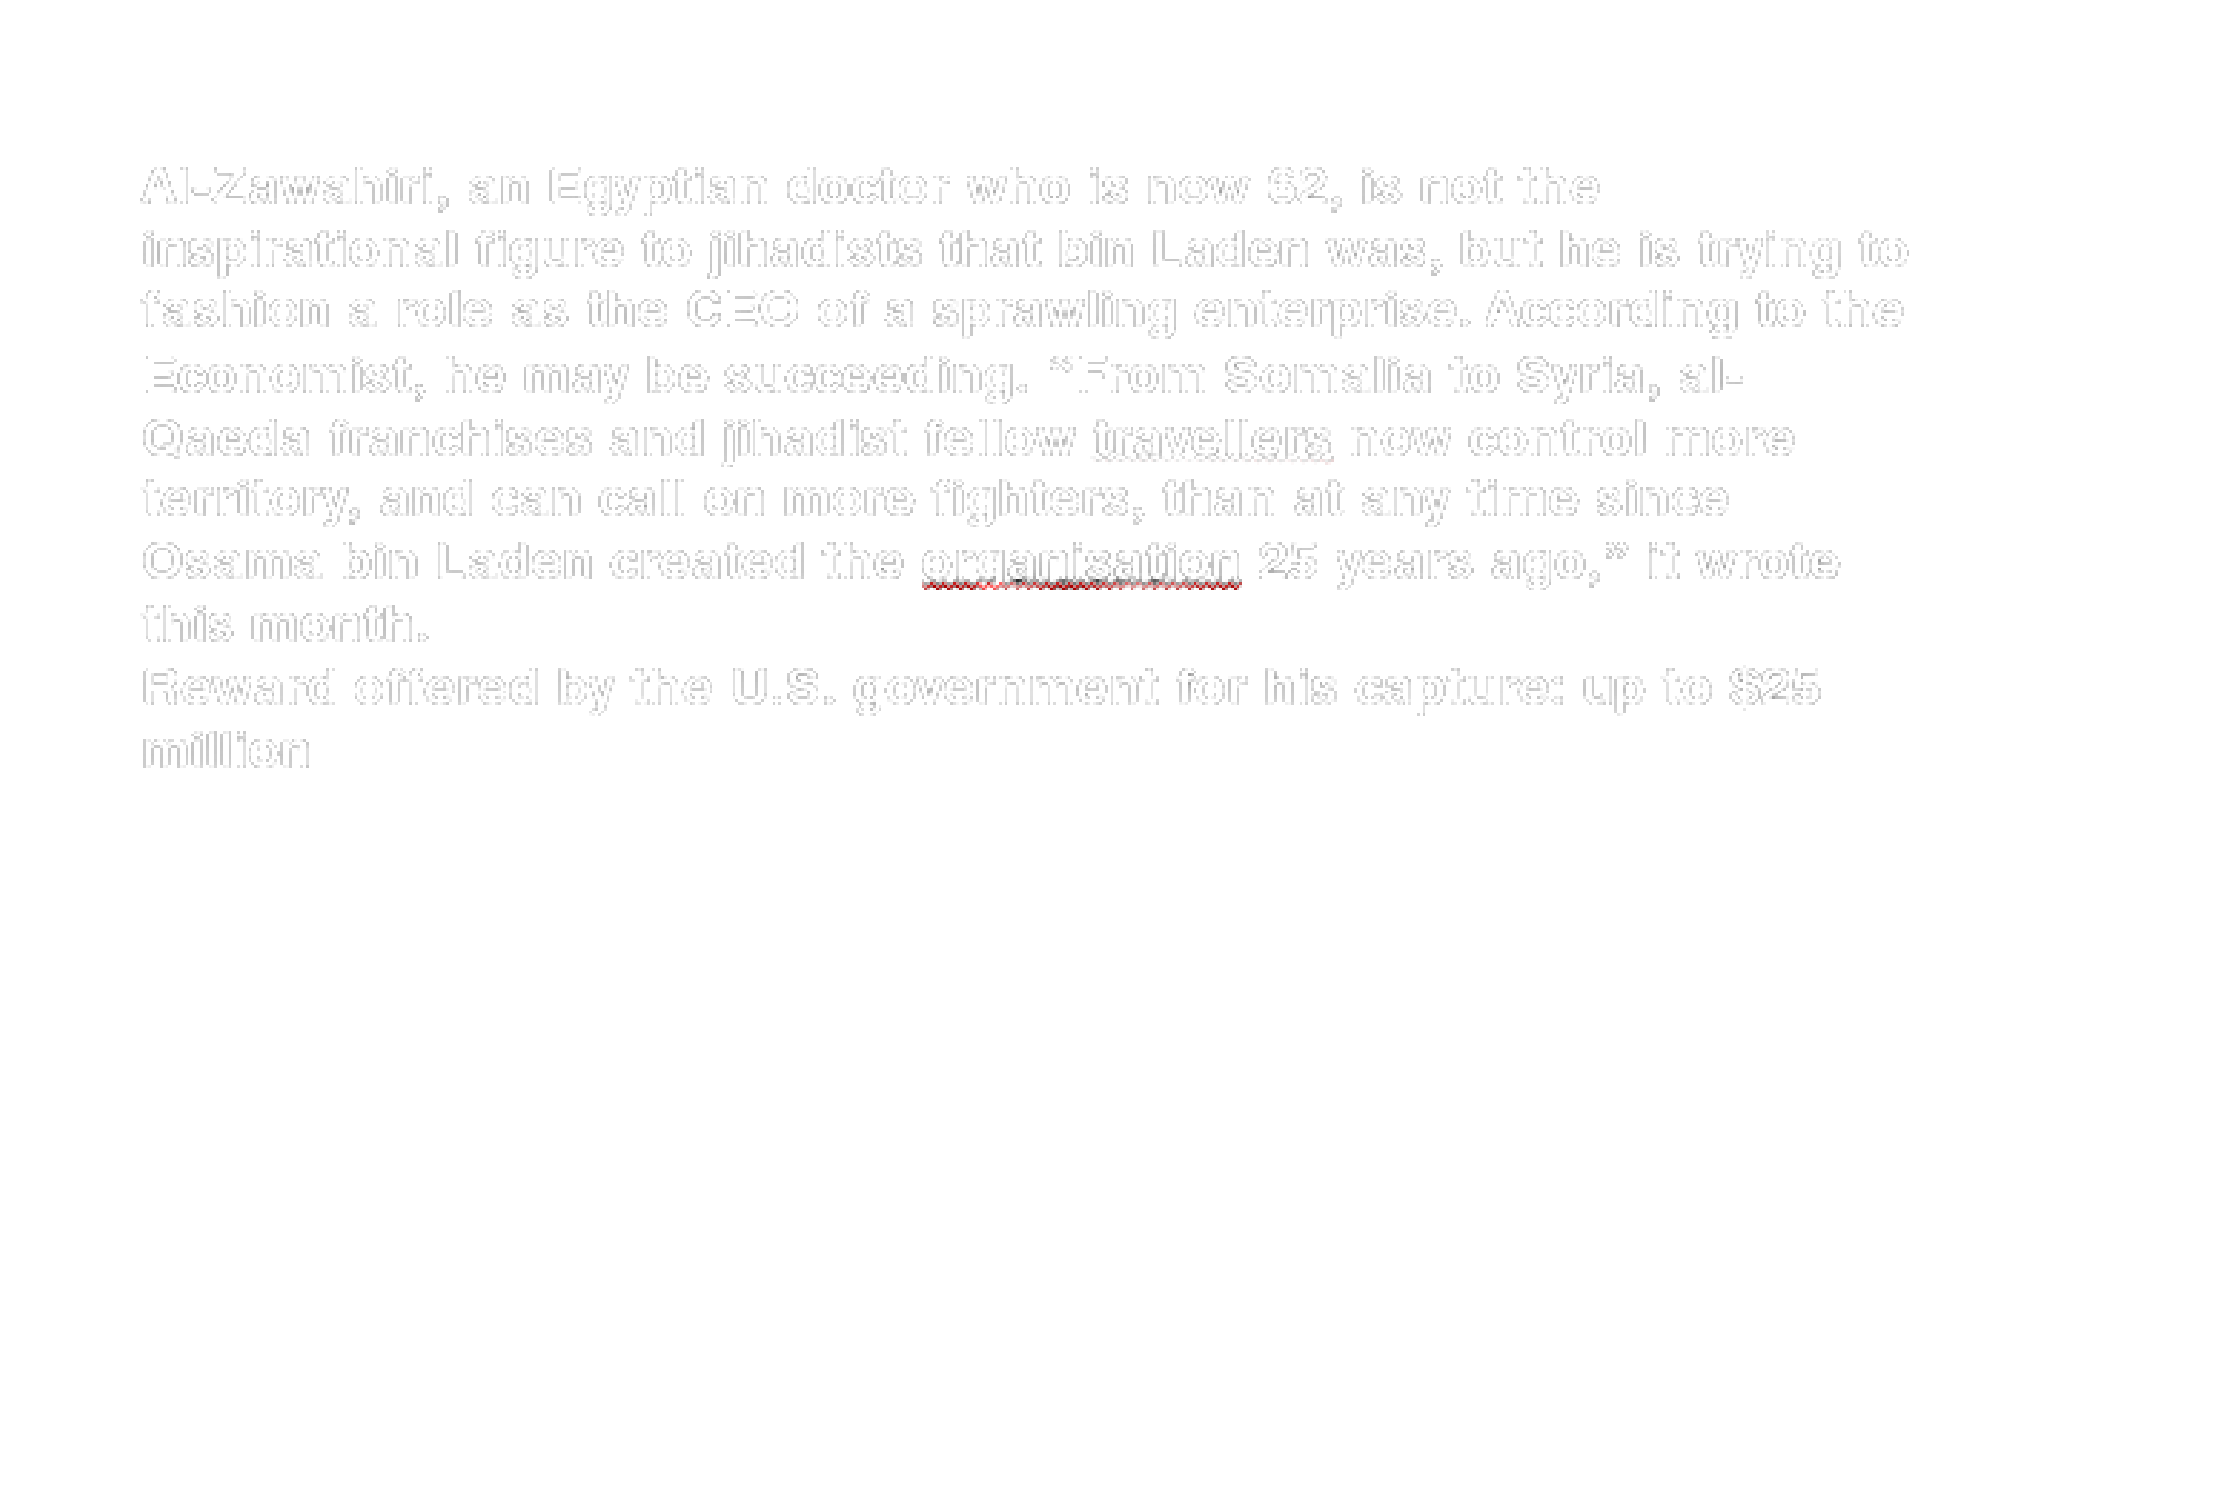 Al-Zawahiri, an Egyptian doctor who is now 62, is not the
inspirational figure to jihadists that bin Laden was, but he is trying to
fashion a role as the CEO of a sprawling enterprise. According to the
Economist, he may be succeeding. “From Somalia to Syria, al-
Qaeda franchises and jihadist fellow travellers now control more
territory, and can call on more fighters, than at any time since
Osama bin Laden created the organisation 25 years ago,” it wrote
this month.
Reward offered by the U.S. government for his capture: up to $25
million